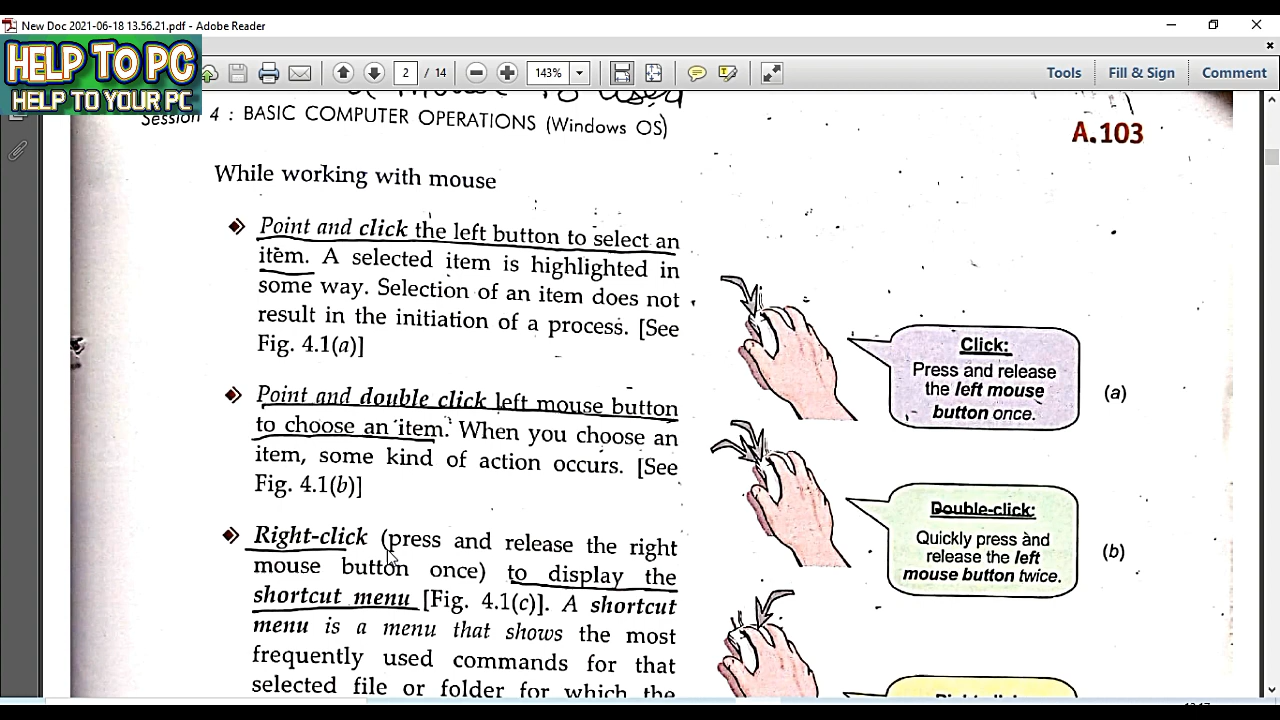 New Doc 2021-06-18 13.56.21.pdf - Adobe Reader
HELP TO PC
HELP TO YOUR PC
2 / 14
143%
Tools
Fill & Sign
Comment
mouse is used
Session 4 : BASIC COMPUTER OPERATIONS (Windows OS)
A.103
While working with mouse
Point and click the left button to select an
item. A selected item is highlighted in
some way. Selection of an item does not
result in the initiation of a process. [See
Fig. 4.1(a)]
Click:
Press and release
the left mouse
button once.
(a)
Point and double click left mouse button
to choose an item. When you choose an
item, some kind of action occurs. [See
Fig. 4.1(b)]
Double-click:
Quickly press and
release the left
mouse button twice.
(b)
Right-click (press and release the right
mouse button once) to display the
shortcut menu [Fig. 4.1(c)]. A shortcut
menu is a menu that shows the most
frequently used commands for that
selected file or folder for which the